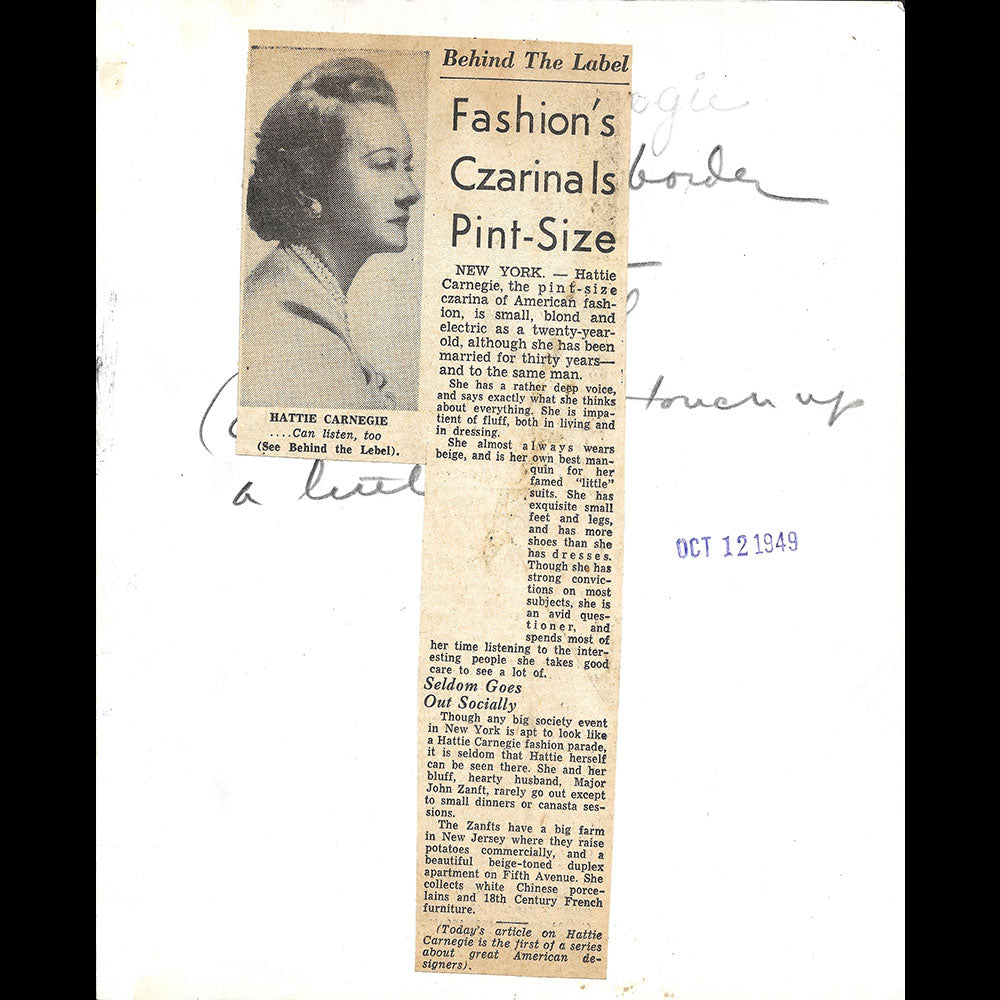 Behind The Label
Fashion's
Czarina Is
Pint-Size
NEW YORK. — Hattie
Carnegie, the pint-size
czarina of American fash-
ion, is small, blond and
electric as a twenty-year-
old, although she has been
married for thirty years—
and to the same man.
She has a rather deep voice,
and says exactly what she thinks
about everything. She is impa-
tient of fluff, both in living and
in dressing.
She almost always wears
beige, and is her own best man-
quin for her
famed "little"
suits. She has
exquisite small
feet and legs,
and has more
shoes than she
has dresses.
Though she has
strong convic-
tions on most
subjects, she is
an avid ques-
tioner, and
spends most of
her time listening to the inter-
esting people she takes good
care to see a lot of.
Seldom Goes
Out Socially
Though any big society event
in New York is apt to look like
a Hattie Carnegie fashion parade,
it is seldom that Hattie herself
can be seen there. She and her
bluff, hearty husband, Major
John Zanft, rarely go out except
to small dinners or canasta ses-
sions.
The Zanfts have a big farm
in New Jersey where they raise
potatoes commercially, and a
beautiful beige-toned duplex
apartment on Fifth Avenue. She
collects white Chinese porce-
lains and 18th Century French
furniture.
(Today's article on Hattie
Carnegie is the first of a series
about great American de-
signers).
HATTIE CARNEGIE
....Can listen, too
(See Behind the Lebel).
border
touch up
a
OCT 12 1949